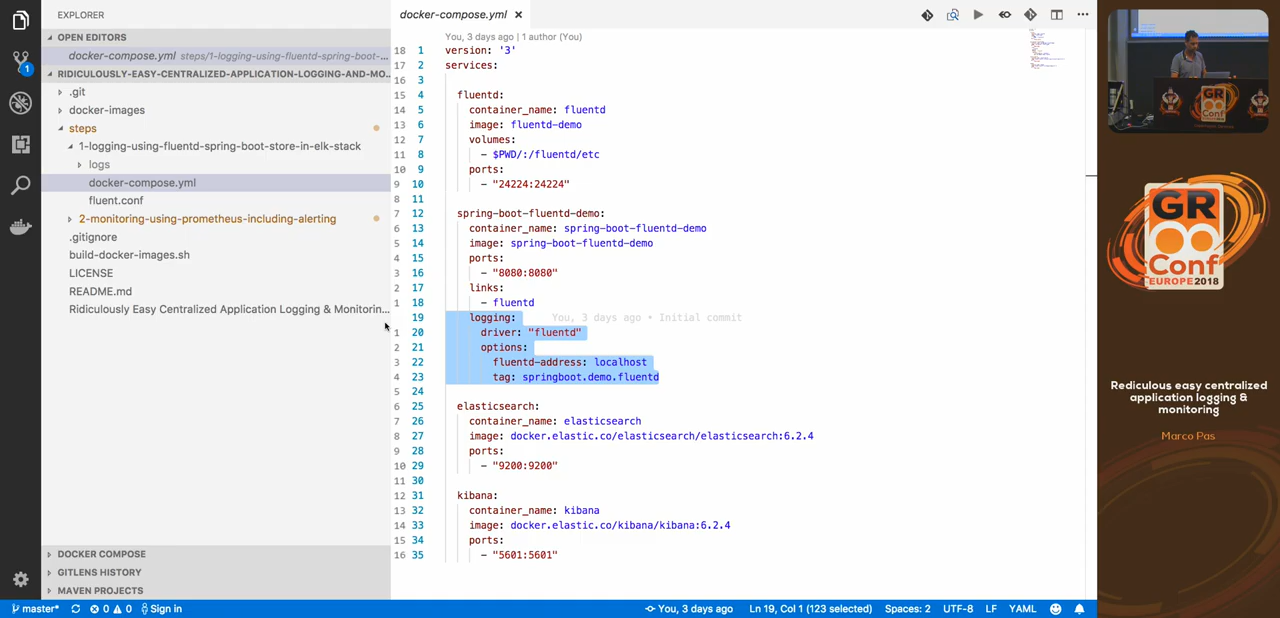 EXPLORER
OPEN EDITORS
docker-compose.yml steps/1-logging-using-fluentd-spring-boot-...
RIDICULOUSLY-EASY-CENTRALIZED-APPLICATION-LOGGING-AND-MO...
.git
docker-images
steps
1-logging-using-fluentd-spring-boot-store-in-elk-stack
logs
docker-compose.yml
fluent.conf
2-monitoring-using-prometheus-including-alerting
.gitignore
build-docker-images.sh
LICENSE
README.md
Ridiculously Easy Centralized Application Logging & Monitorin...
DOCKER COMPOSE
GITLENS HISTORY
MAVEN PROJECTS
docker-compose.yml
You, 3 days ago | 1 author (You)
18 1 version: '3'
17 2 services:
16 3
15 4 fluentd:
14 5 container_name: fluentd
13 6 image: fluentd-demo
12 7 volumes:
11 8 - $PWD/:/fluentd/etc
10 9 ports:
9 10 - "24224:24224"
8 11
7 12 spring-boot-fluentd-demo:
6 13 container_name: spring-boot-fluentd-demo
5 14 image: spring-boot-fluentd-demo
4 15 ports:
3 16 - "8080:8080"
2 17 links:
1 18 - fluentd
19 logging: You, 3 days ago • Initial commit
1 20 driver: "fluentd"
2 21 options:
3 22 fluentd-address: localhost
4 23 tag: springboot.demo.fluentd
5 24
6 25 elasticsearch:
7 26 container_name: elasticsearch
8 27 image: docker.elastic.co/elasticsearch/elasticsearch:6.2.4
9 28 ports:
10 29 - "9200:9200"
11 30
12 31 kibana:
13 32 container_name: kibana
14 33 image: docker.elastic.co/kibana/kibana:6.2.4
15 34 ports:
16 35 - "5601:5601"
1
master* 0 0 Sign in
You, 3 days ago Ln 19, Col 1 (123 selected) Spaces: 2 UTF-8 LF YAML
GR
Conf
GR
Conf
EUROPE2018
Rediculous easy centralized
application logging &
monitoring
Marco Pas